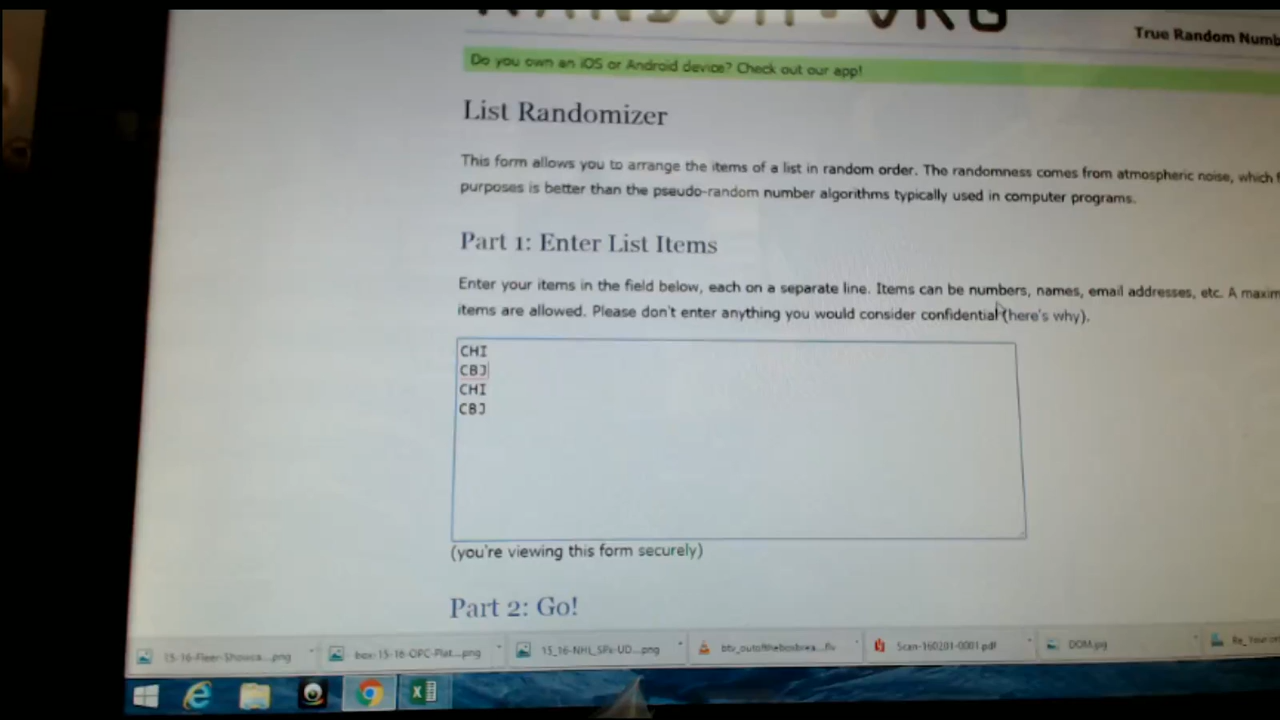 RANDOM.ORG
True Random Numb
Do you own an iOS or Android device? Check out our app!
List Randomizer
This form allows you to arrange the items of a list in random order. The randomness comes from atmospheric noise, which f
purposes is better than the pseudo-random number algorithms typically used in computer programs.
Part 1: Enter List Items
Enter your items in the field below, each on a separate line. Items can be numbers, names, email addresses, etc. A maxim
items are allowed. Please don't enter anything you would consider confidential (here's why).
CHI
CBJ
CHI
CBJ
(you're viewing this form securely)
Part 2: Go!
15-16-Fleer-Showca...png box-15-16-OPC-Plat...png 15_16-NHL_SPx-UD...png btv_outoftheboxbrea...flv Scan-160201-0001.pdf DOM.jpg